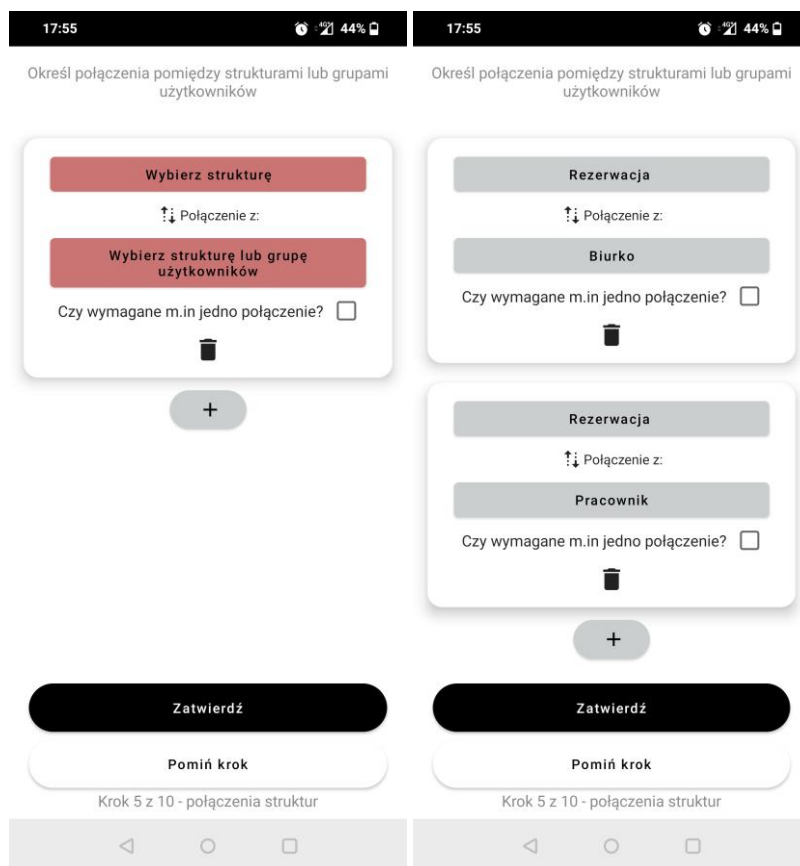 17:55
4G 44%
Określ połączenia pomiędzy strukturami lub grupami
użytkowników
Wybierz strukturę
Połączenie z:
Wybierz strukturę lub grupę
użytkowników
Czy wymagane m.in jedno połączenie?
+
Zatwierdź
Pomiń krok
Krok 5 z 10 - połączenia struktur
17:55
4G 44%
Określ połączenia pomiędzy strukturami lub grupami
użytkowników
Rezerwacja
Połączenie z:
Biurko
Czy wymagane m.in jedno połączenie?
Rezerwacja
Połączenie z:
Pracownik
Czy wymagane m.in jedno połączenie?
+
Zatwierdź
Pomiń krok
Krok 5 z 10 - połączenia struktur